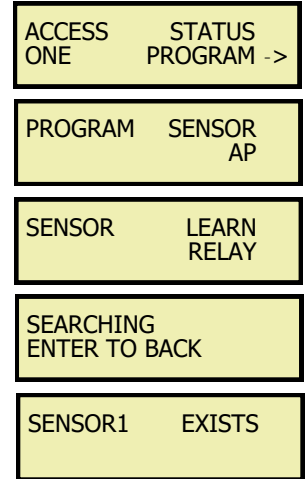 ACCESS STATUS
ONE PROGRAM ->
PROGRAM SENSOR
AP
SENSOR LEARN
RELAY
SEARCHING
ENTER TO BACK
SENSOR1 EXISTS